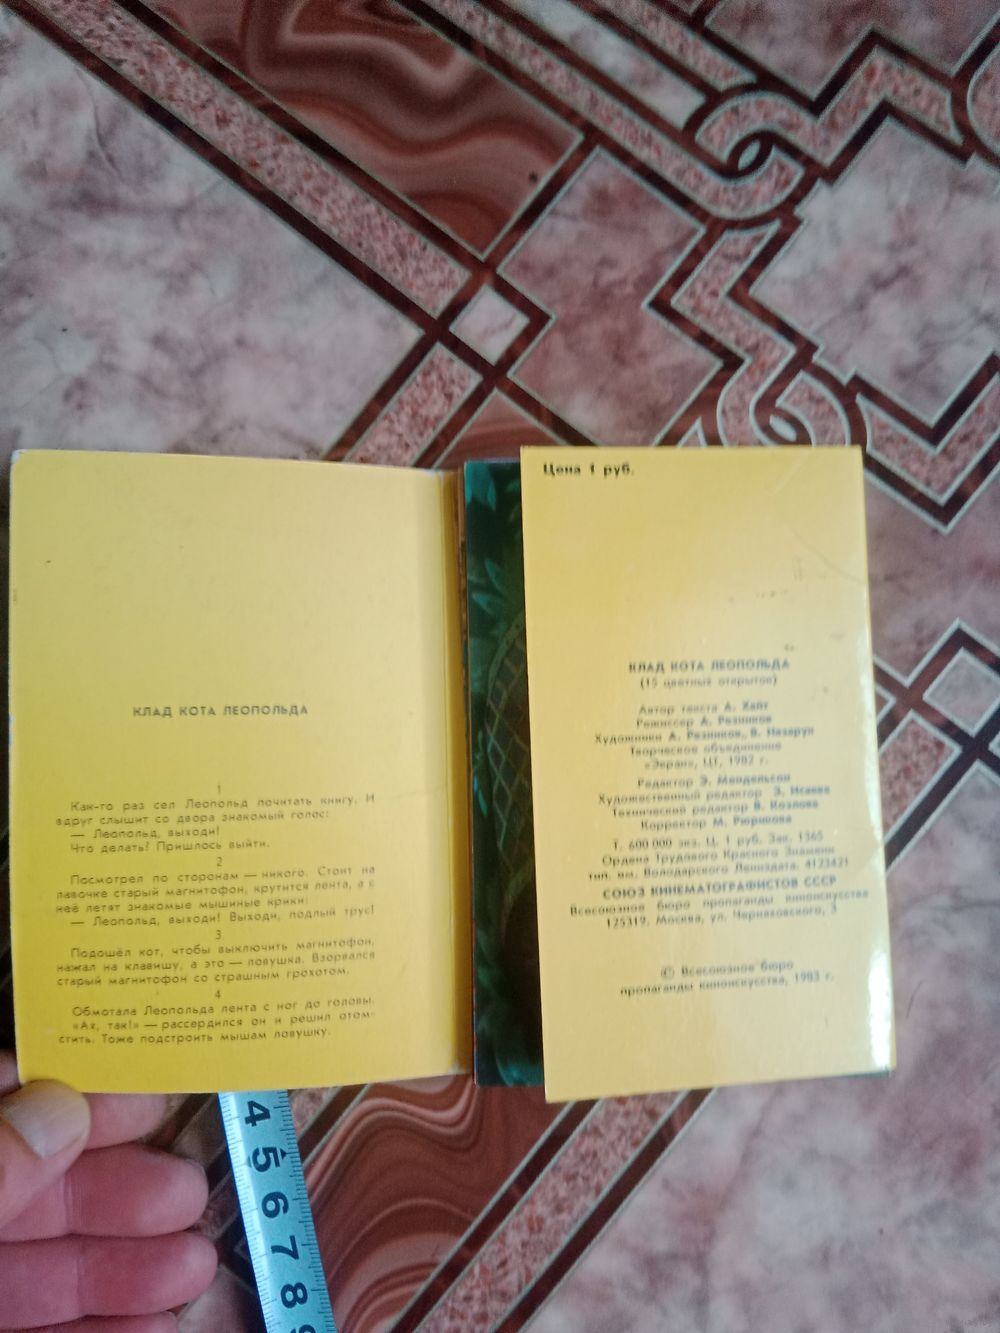 КЛАД КОТА ЛЕОПОЛЬДА
1
Как-то раз сел Леопольд почитать книгу. И
вдруг слышит со двора знакомый голос:
— Леопольд, выходи!
Что делать? Пришлось выйти.
2
Посмотрел по сторонам — никого. Стоит на
лавочке старый магнитофон, крутится лента, а с
неё летят знакомые мышиные крики:
— Леопольд, выходи! Выходи, подлый трус!
3
Подошёл кот, чтобы выключить магнитофон,
нажал на клавишу, а это — ловушка. Взорвался
старый магнитофон со страшным грохотом.
4
Обмотала Леопольда лента с ног до головы.
«Ах, так!» — рассердился он и решил отом-
стить. Тоже подстроить мышам ловушку.
Цена 1 руб.
КЛАД КОТА ЛЕОПОЛЬДА
(15 цветных открыток)
Автор текста А. Хайт
Режиссер А. Резников
Художники А. Резников, В. Назарук
Творческое объединение
«Экран», ЦТ, 1982 г.
Редактор Э. Мендельсон
Художественный редактор Э. Исаева
Технический редактор В. Козлова
Корректор М. Рюрикова
Т. 600 000 экз. Ц. 1 руб. Зак. 1365
Ордена Трудового Красного Знамени
тип. им. Володарского Лениздата. 4123421
СОЮЗ КИНЕМАТОГРАФИСТОВ СССР
Всесоюзное бюро пропаганды киноискусства
125319. Москва, ул. Черняховского, 3
© Всесоюзное бюро
пропаганды киноискусства, 1983 г.
4 5 6 7 8 9